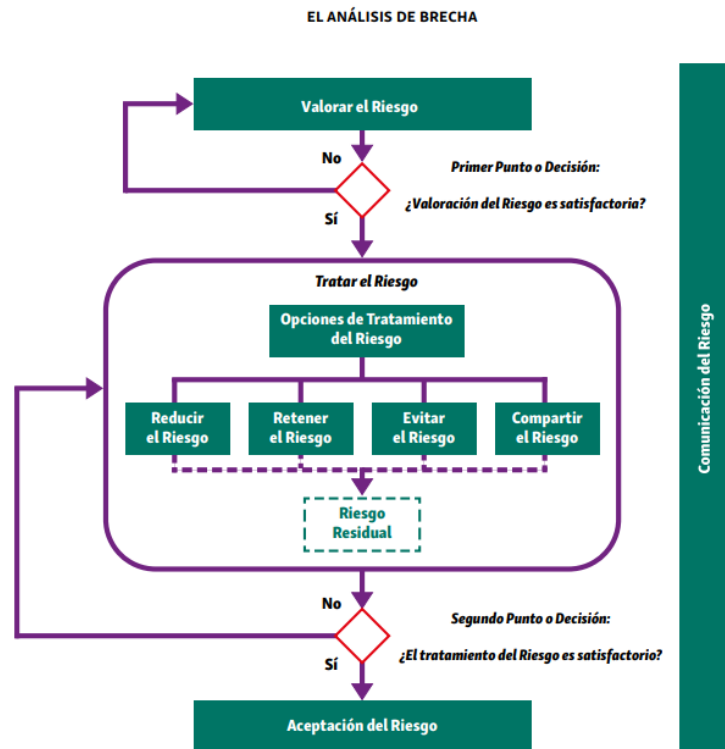 EL ANÁLISIS DE BRECHA
Valorar el Riesgo
No
Primer Punto o Decisión:
¿Valoración del Riesgo es satisfactoria?
Sí
Tratar el Riesgo
Opciones de Tratamiento
del Riesgo
Reducir
el Riesgo
Retener
el Riesgo
Evitar
el Riesgo
Compartir
el Riesgo
Riesgo
Residual
No
Segundo Punto o Decisión:
¿El tratamiento del Riesgo es satisfactorio?
Sí
Aceptación del Riesgo
Comunicación del Riesgo